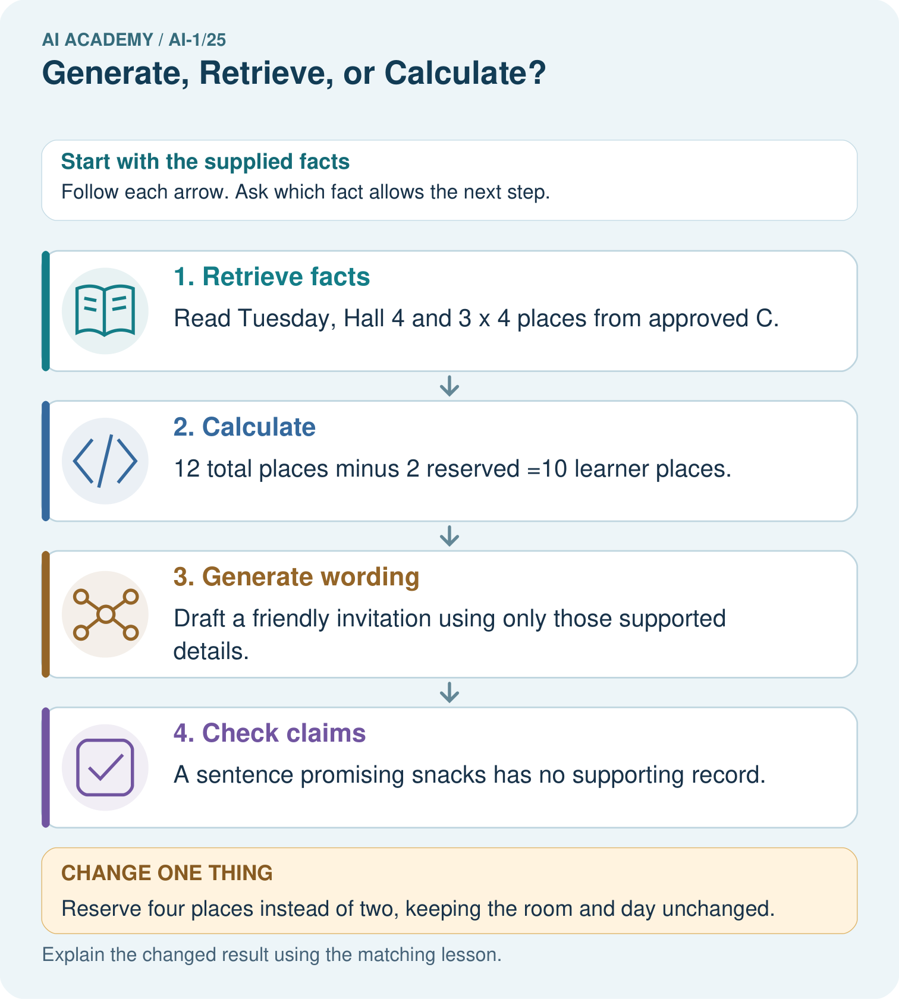 AI ACADEMY / AI-1/25
Generate, Retrieve, or Calculate?
Start with the supplied facts
Follow each arrow. Ask which fact allows the next step.
1. Retrieve facts
Read Tuesday, Hall 4 and 3 x 4 places from approved C.
2. Calculate
12 total places minus 2 reserved =10 learner places.
3. Generate wording
Draft a friendly invitation using only those supported
details.
4. Check claims
A sentence promising snacks has no supporting record.
CHANGE ONE THING
Reserve four places instead of two, keeping the room and day unchanged.
Explain the changed result using the matching lesson.